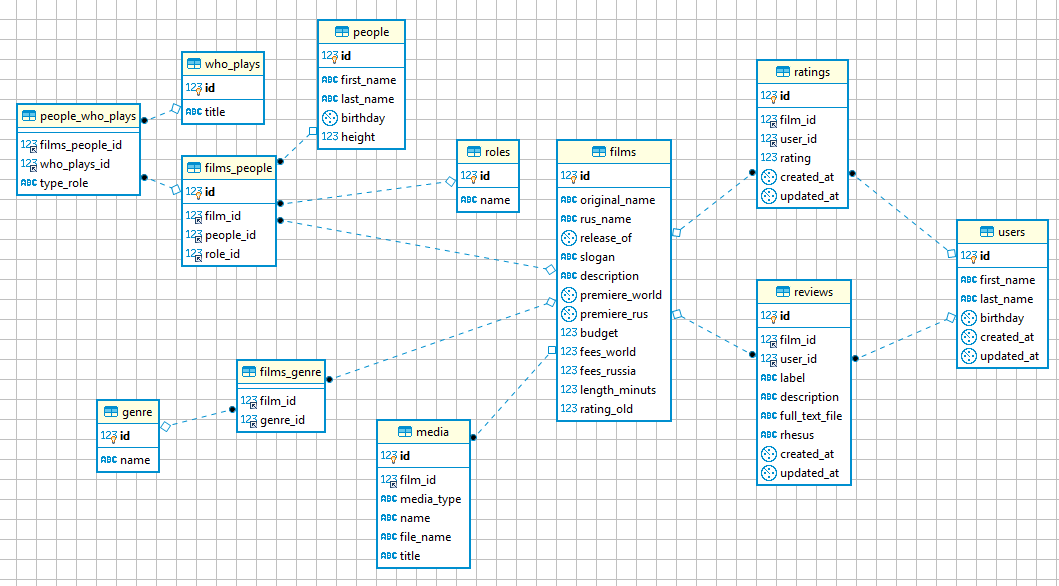 people
123 id
ABC first_name
ABC last_name
birthday
123 height
who_plays
123 id
ABC title
people_who_plays
123 films_people_id
123 who_plays_id
ABC type_role
films_people
123 id
123 film_id
123 people_id
123 role_id
roles
123 id
ABC name
films
123 id
ABC original_name
ABC rus_name
release_of
ABC slogan
ABC description
premiere_world
premiere_rus
123 budget
123 fees_world
123 fees_russia
123 length_minuts
123 rating_old
ratings
123 id
123 film_id
123 user_id
123 rating
created_at
updated_at
users
123 id
ABC first_name
ABC last_name
birthday
created_at
updated_at
reviews
123 id
123 film_id
123 user_id
ABC label
ABC description
ABC full_text_file
ABC rhesus
created_at
updated_at
films_genre
123 film_id
123 genre_id
genre
123 id
ABC name
media
123 id
123 film_id
ABC media_type
ABC name
ABC file_name
ABC title